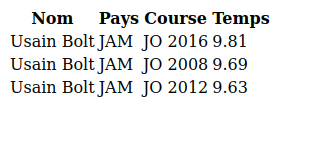 Nom Pays Course Temps
Usain Bolt JAM JO 2016 9.81
Usain Bolt JAM JO 2008 9.69
Usain Bolt JAM JO 2012 9.63